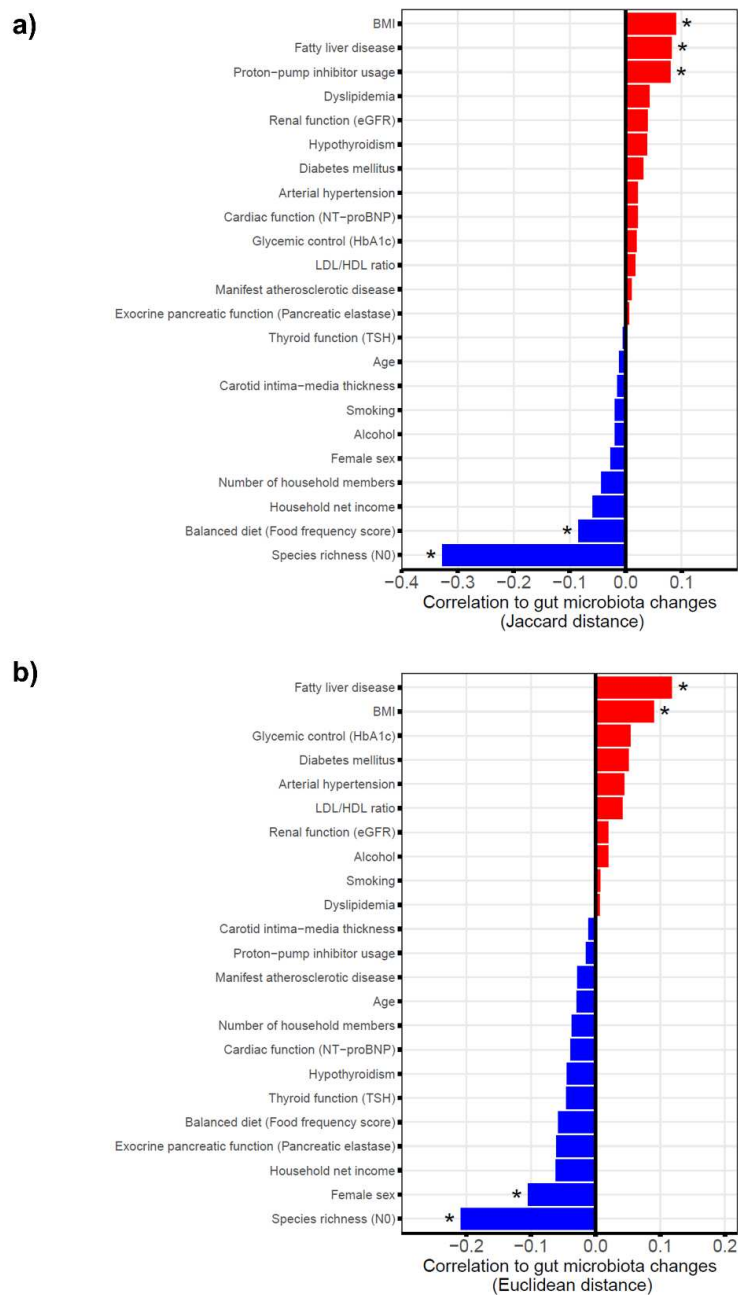 a)
BMI
*
Fatty liver disease
*
Proton-pump inhibitor usage
*
Dyslipidemia
Renal function (eGFR)
Hypothyroidism
Diabetes mellitus
Arterial hypertension
Cardiac function (NT-proBNP)
Glycemic control (HbA1c)
LDL/HDL ratio
Manifest atherosclerotic disease
Exocrine pancreatic function (Pancreatic elastase)
Thyroid function (TSH)
Age
Carotid intima-media thickness
Smoking
Alcohol
Female sex
Number of household members
Household net income
Balanced diet (Food frequency score)
*
Species richness (N0)
*
−0.4 −0.3 −0.2 −0.1 0.0 0.1
Correlation to gut microbiota changes
(Jaccard distance)
b)
Fatty liver disease
*
BMI
*
Glycemic control (HbA1c)
Diabetes mellitus
Arterial hypertension
LDL/HDL ratio
Renal function (eGFR)
Alcohol
Smoking
Dyslipidemia
Carotid intima-media thickness
Proton-pump inhibitor usage
Manifest atherosclerotic disease
Age
Number of household members
Cardiac function (NT-proBNP)
Hypothyroidism
Thyroid function (TSH)
Balanced diet (Food frequency score)
Exocrine pancreatic function (Pancreatic elastase)
Household net income
Female sex
*
Species richness (N0)
*
−0.2 −0.1 0.0 0.1 0.2
Correlation to gut microbiota changes
(Euclidean distance)